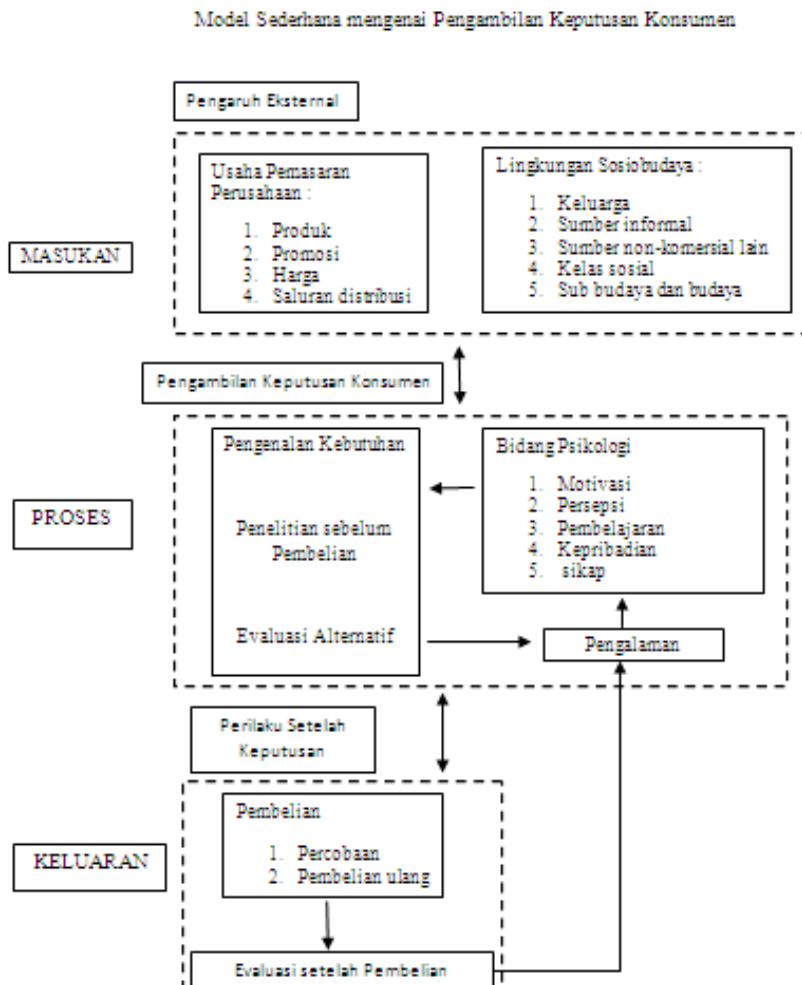 Model Sederhana mengenai Pengambilan Keputusan Konsumen
Pengaruh Eksternal
Usaha Pemasaran
Perusahaan :
1. Produk
2. Promosi
3. Harga
4. Saluran distribusi
Lingkungan Sosiobudaya :
1. Keluarga
2. Sumber informal
3. Sumber non-komersial lain
4. Kelas sosial
5. Sub budaya dan budaya
MASUKAN
Pengambilan Keputusan Konsumen
Pengenalan Kebutuhan
Penelitian sebelum
Pembelian
Evaluasi Alternatif
Bidang Psikologi
1. Motivasi
2. Persepsi
3. Pembelajaran
4. Kepribadian
5. sikap
Pengalaman
PROSES
Perilaku Setelah
Keputusan
Pembelian
1. Percobaan
2. Pembelian ulang
KELUARAN
Evaluasi setelah Pembelian